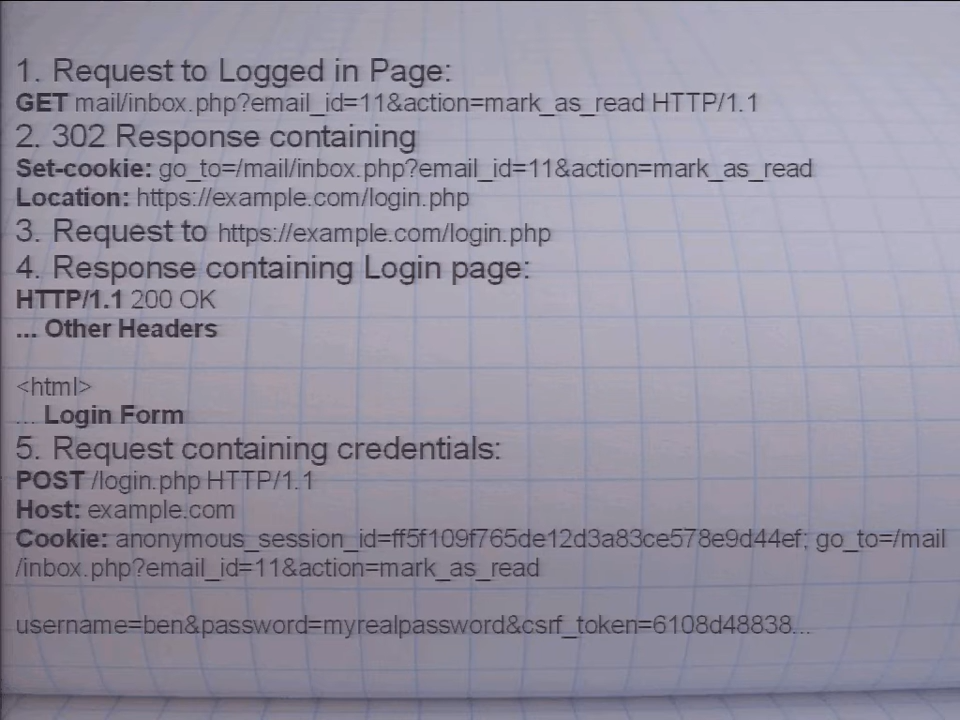 1. Request to Logged in Page:
GET mail/inbox.php?email_id=11&action=mark_as_read HTTP/1.1
2. 302 Response containing
Set-cookie: go_to=/mail/inbox.php?email_id=11&action=mark_as_read
Location: https://example.com/login.php
3. Request to https://example.com/login.php
4. Response containing Login page:
HTTP/1.1 200 OK
... Other Headers
<html>
... Login Form
5. Request containing credentials:
POST /login.php HTTP/1.1
Host: example.com
Cookie: anonymous_session_id=ff5f109f765de12d3a83ce578e9d44ef; go_to=/mail
/inbox.php?email_id=11&action=mark_as_read
username=ben&password=myrealpassword&csrf_token=6108d48838...